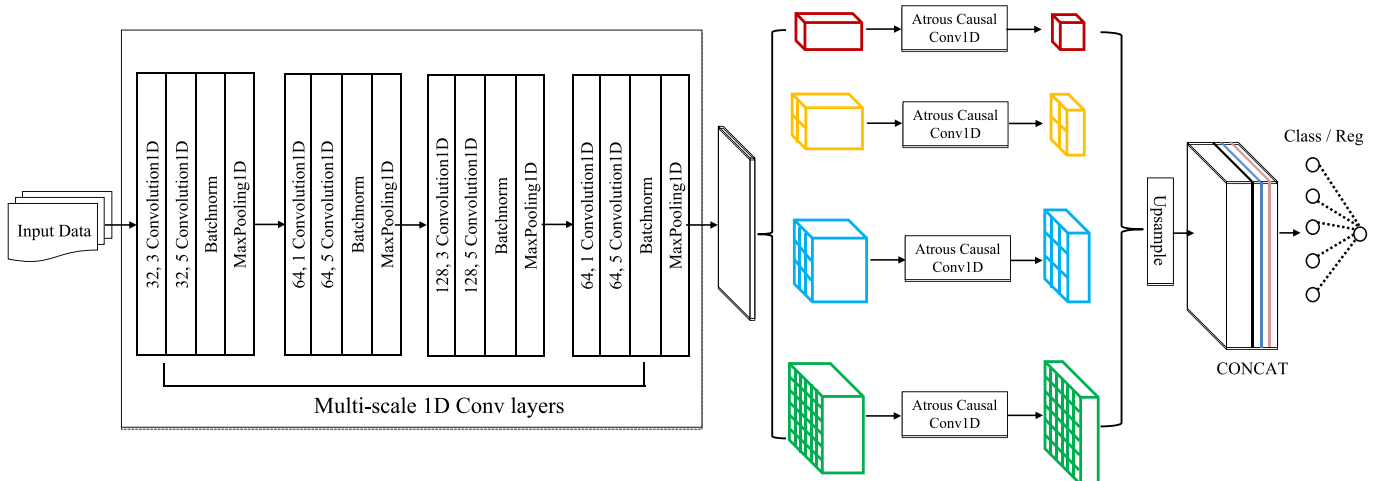 Input Data
32, 3 Convolution1D
32, 5 Convolution1D
Batchnorm
MaxPooling1D
64, 1 Convolution1D
64, 5 Convolution1D
Batchnorm
MaxPooling1D
128, 3 Convolution1D
128, 5 Convolution1D
Batchnorm
MaxPooling1D
64, 1 Convolution1D
64, 5 Convolution1D
Batchnorm
MaxPooling1D
Multi-scale 1D Conv layers
Atrous Causal
Conv1D
Atrous Causal
Conv1D
Atrous Causal
Conv1D
Atrous Causal
Conv1D
Upsample
CONCAT
Class / Reg